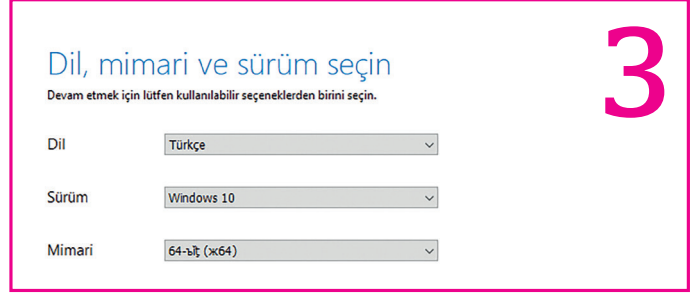 Dil, mimari ve sürüm seçin
3
Devam etmek için lütfen kullanılabilir seçeneklerden birini seçin.
Dil Türkçe
Sürüm Windows 10
Mimari 64-ъĭţ (ж64)